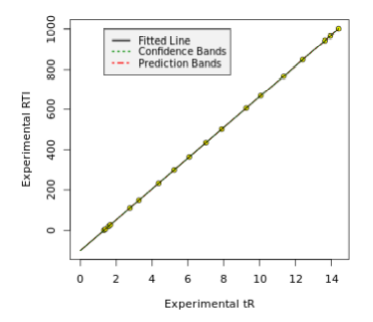 Fitted Line
Confidence Bands
Prediction Bands
1000
800
600
400
200
0
Experimental RTI
0 2 4 6 8 10 12 14
Experimental tR